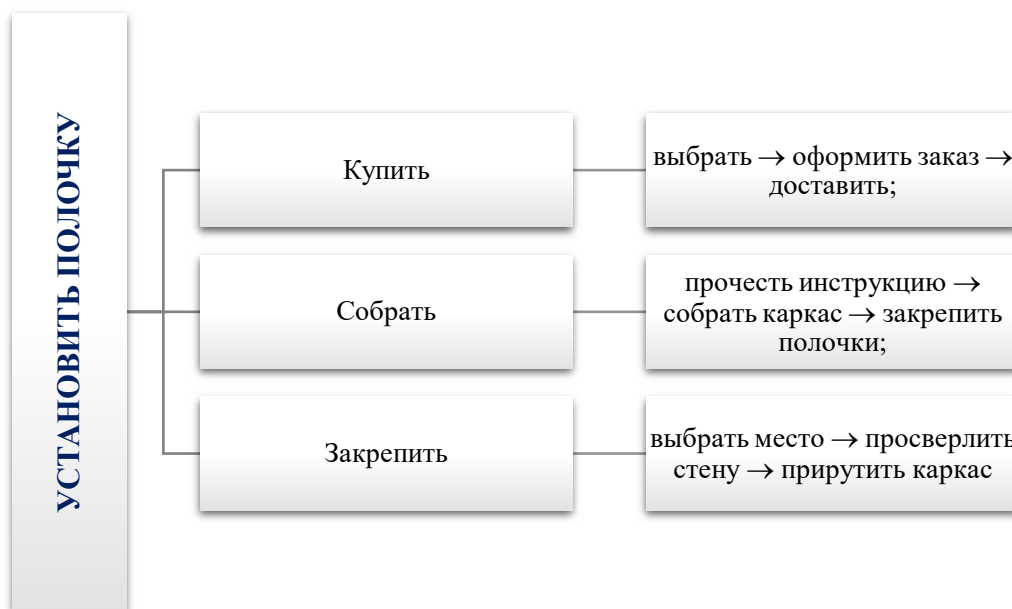 УСТАНОВИТЬ ПОЛОЧКУ
Купить
выбрать → оформить заказ →
доставить;
Собрать
прочесть инструкцию →
собрать каркас → закрепить
полочки;
Закрепить
выбрать место → просверлить
стену → прирутить каркас